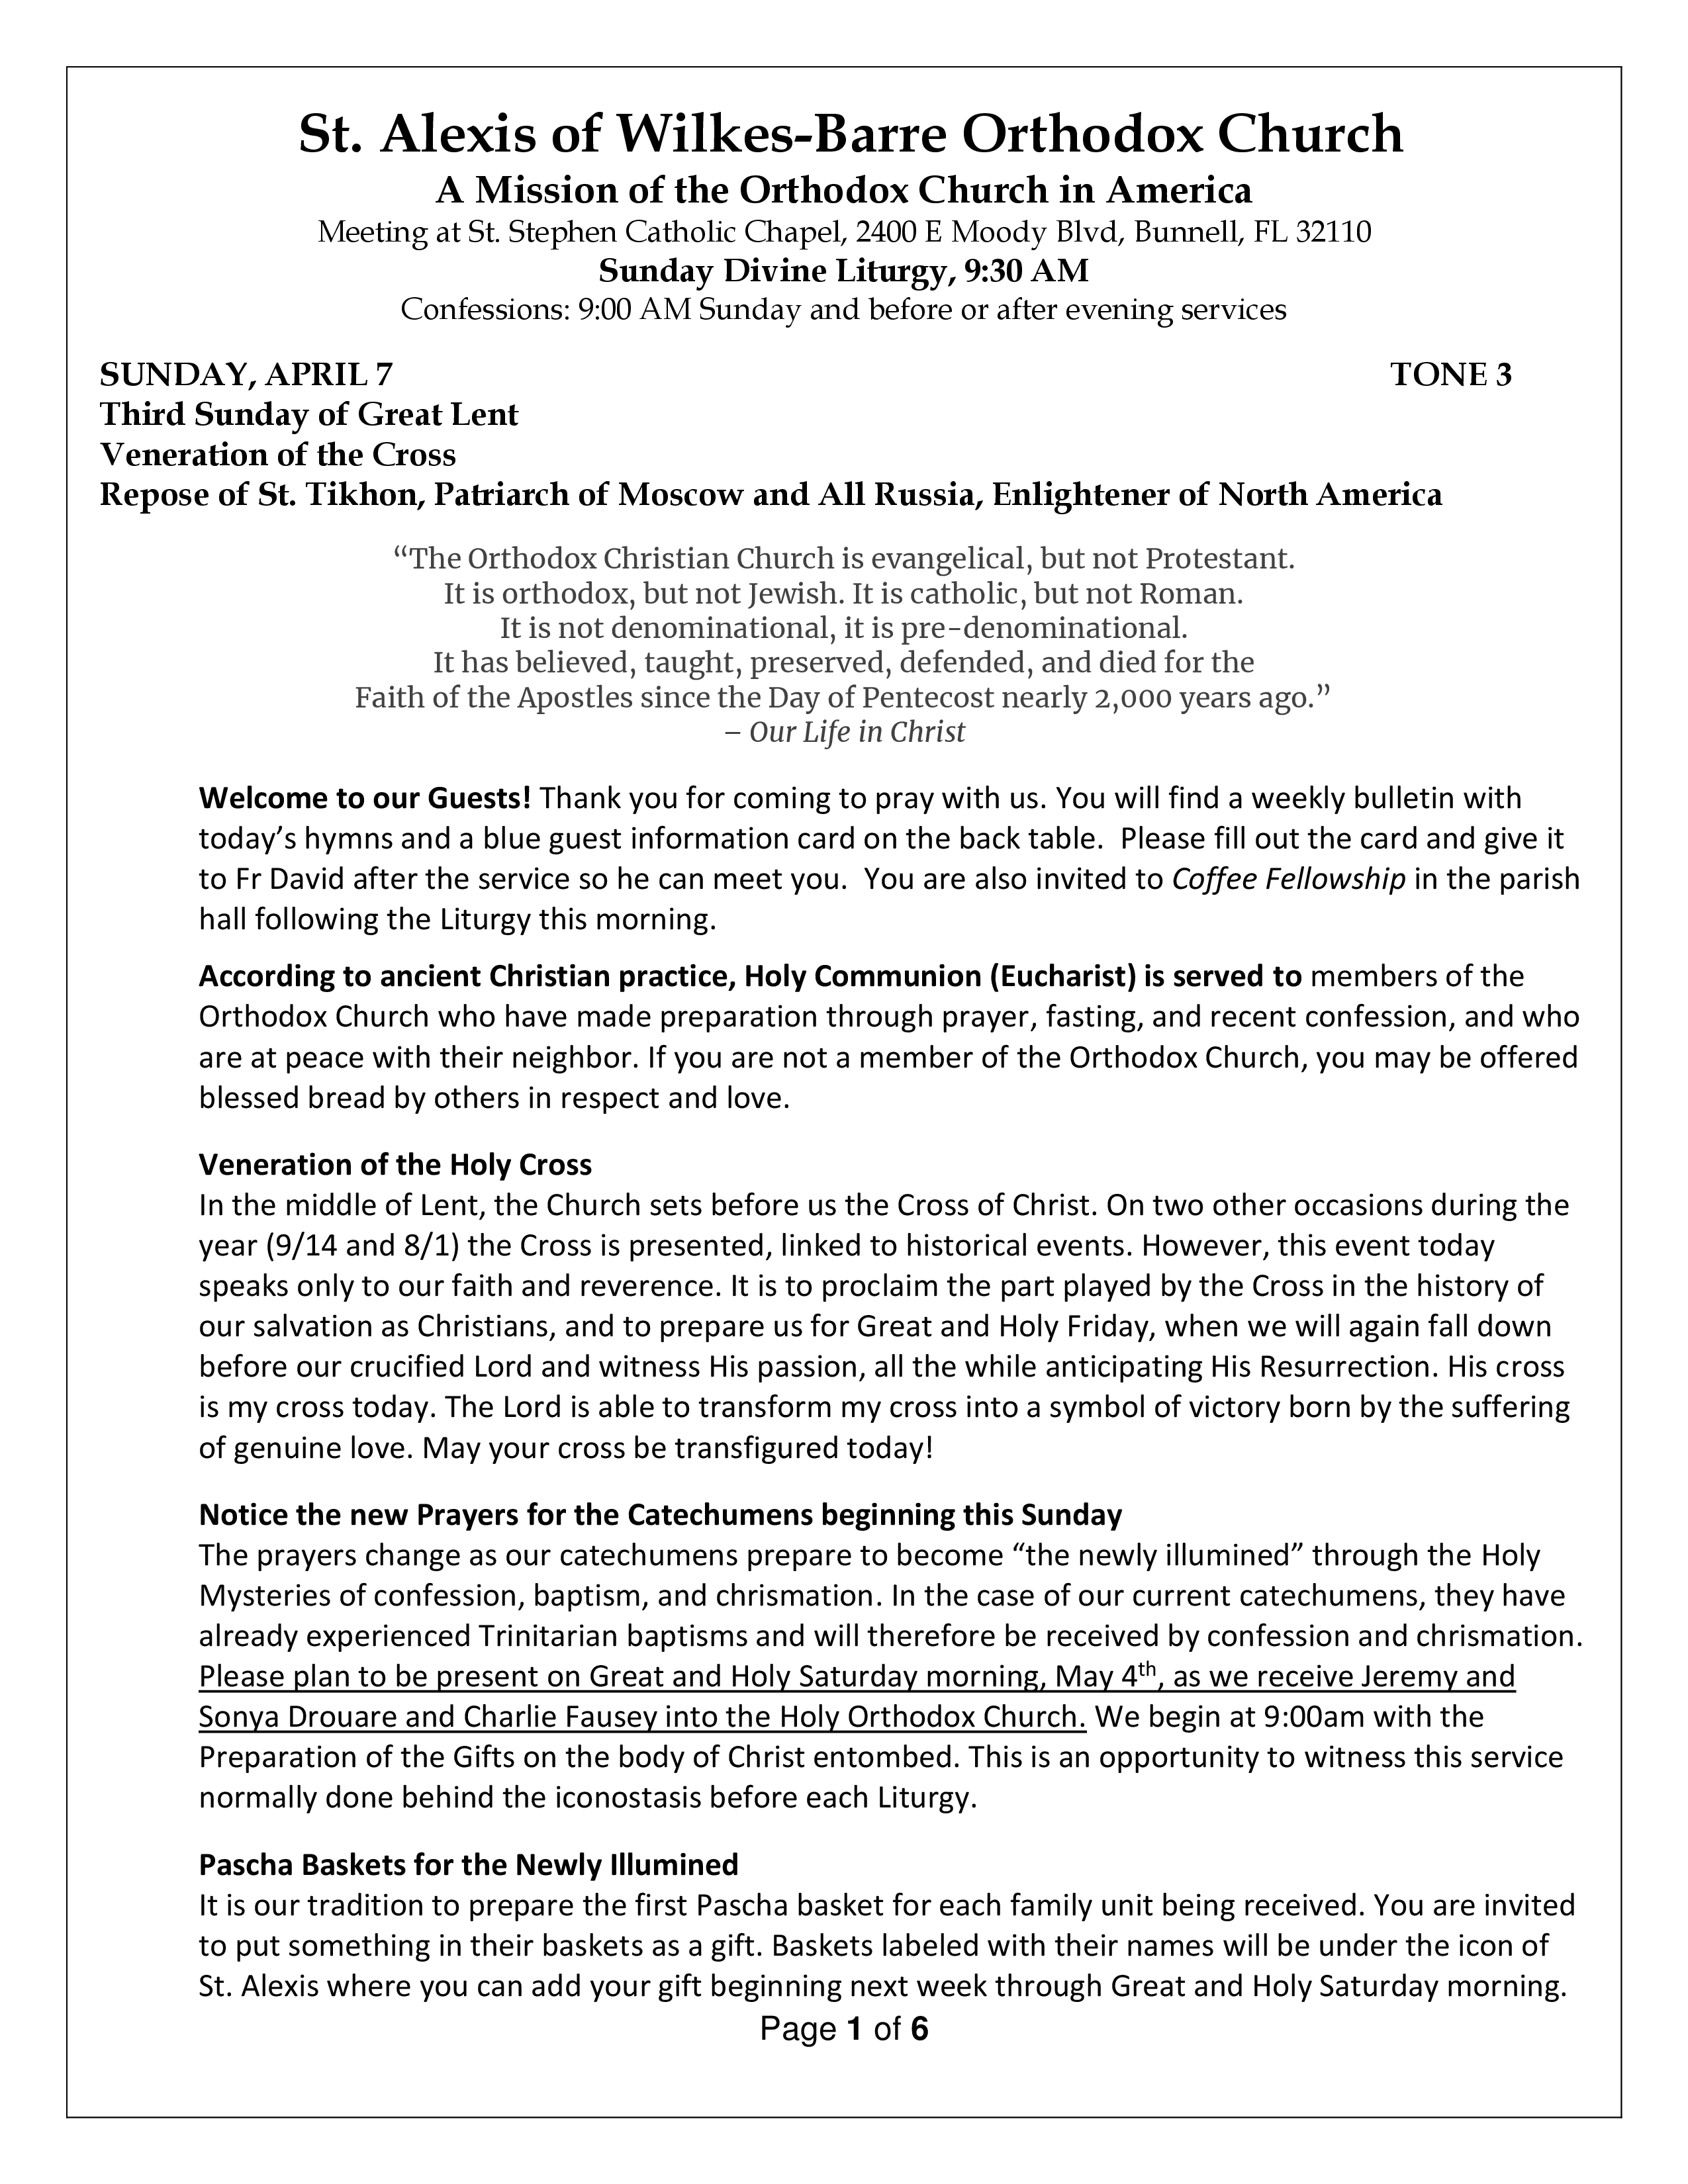 St. Alexis of Wilkes-Barre Orthodox Church
A Mission of the Orthodox Church in America
Meeting at St. Stephen Catholic Chapel, 2400 E Moody Blvd, Bunnell, FL 32110
Sunday Divine Liturgy, 9:30 AM
Confessions: 9:00 AM Sunday and before or after evening services
SUNDAY, APRIL 7 TONE 3
Third Sunday of Great Lent
Veneration of the Cross
Repose of St. Tikhon, Patriarch of Moscow and All Russia, Enlightener of North America
“The Orthodox Christian Church is evangelical, but not Protestant.
It is orthodox, but not Jewish. It is catholic, but not Roman.
It is not denominational, it is pre-denominational.
It has believed, taught, preserved, defended, and died for the
Faith of the Apostles since the Day of Pentecost nearly 2,000 years ago.”
– Our Life in Christ
Welcome to our Guests! Thank you for coming to pray with us. You will find a weekly bulletin with
today’s hymns and a blue guest information card on the back table. Please fill out the card and give it
to Fr David after the service so he can meet you. You are also invited to Coffee Fellowship in the parish
hall following the Liturgy this morning.
According to ancient Christian practice, Holy Communion (Eucharist) is served to members of the
Orthodox Church who have made preparation through prayer, fasting, and recent confession, and who
are at peace with their neighbor. If you are not a member of the Orthodox Church, you may be offered
blessed bread by others in respect and love.
Veneration of the Holy Cross
In the middle of Lent, the Church sets before us the Cross of Christ. On two other occasions during the
year (9/14 and 8/1) the Cross is presented, linked to historical events. However, this event today
speaks only to our faith and reverence. It is to proclaim the part played by the Cross in the history of
our salvation as Christians, and to prepare us for Great and Holy Friday, when we will again fall down
before our crucified Lord and witness His passion, all the while anticipating His Resurrection. His cross
is my cross today. The Lord is able to transform my cross into a symbol of victory born by the suffering
of genuine love. May your cross be transfigured today!
Notice the new Prayers for the Catechumens beginning this Sunday
The prayers change as our catechumens prepare to become “the newly illumined” through the Holy
Mysteries of confession, baptism, and chrismation. In the case of our current catechumens, they have
already experienced Trinitarian baptisms and will therefore be received by confession and chrismation.
Please plan to be present on Great and Holy Saturday morning, May 4th, as we receive Jeremy and
Sonya Drouare and Charlie Fausey into the Holy Orthodox Church. We begin at 9:00am with the
Preparation of the Gifts on the body of Christ entombed. This is an opportunity to witness this service
normally done behind the iconostasis before each Liturgy.
Pascha Baskets for the Newly Illumined
It is our tradition to prepare the first Pascha basket for each family unit being received. You are invited
to put something in their baskets as a gift. Baskets labeled with their names will be under the icon of
St. Alexis where you can add your gift beginning next week through Great and Holy Saturday morning.
Page 1 of 6